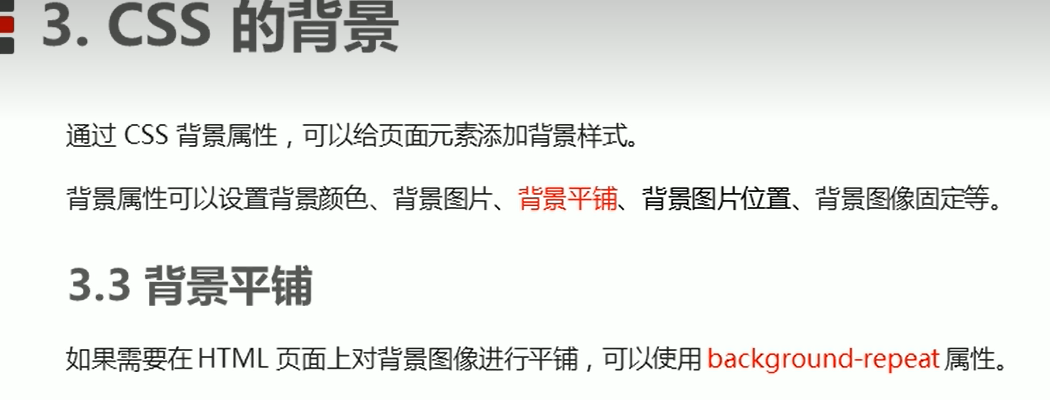 3. CSS 的背景
通过 CSS 背景属性，可以给页面元素添加背景样式。
背景属性可以设置背景颜色、背景图片、背景平铺、背景图片位置、背景图像固定等。
3.3 背景平铺
如果需要在 HTML 页面上对背景图像进行平铺，可以使用 background-repeat 属性。